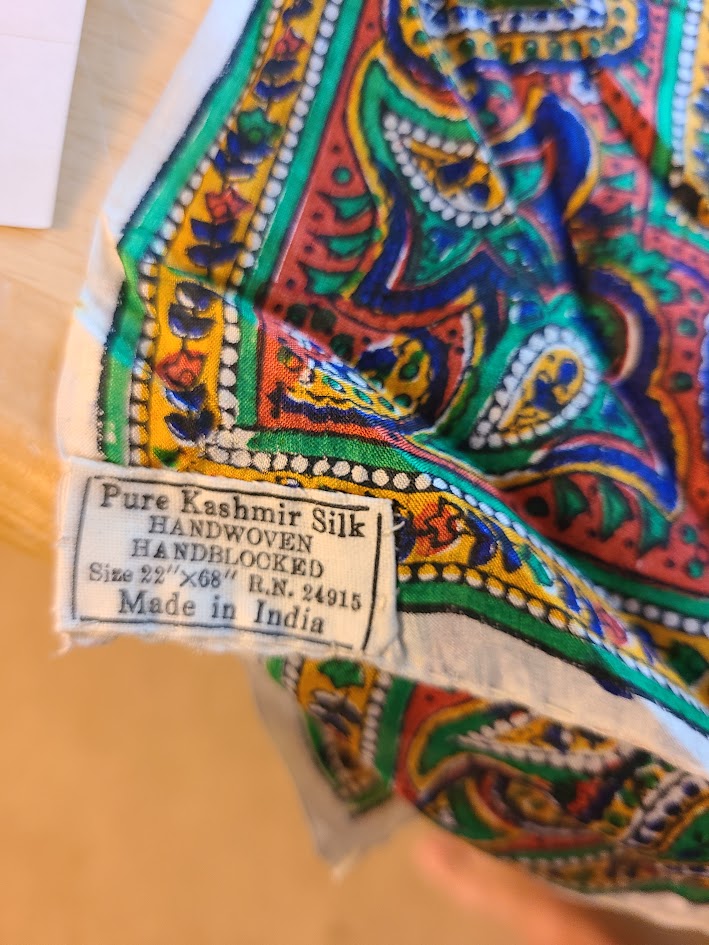 Pure Kashmir Silk
HANDWOVEN
HANDBLOCKED
Size 22"×68" R.N. 24915
Made in India